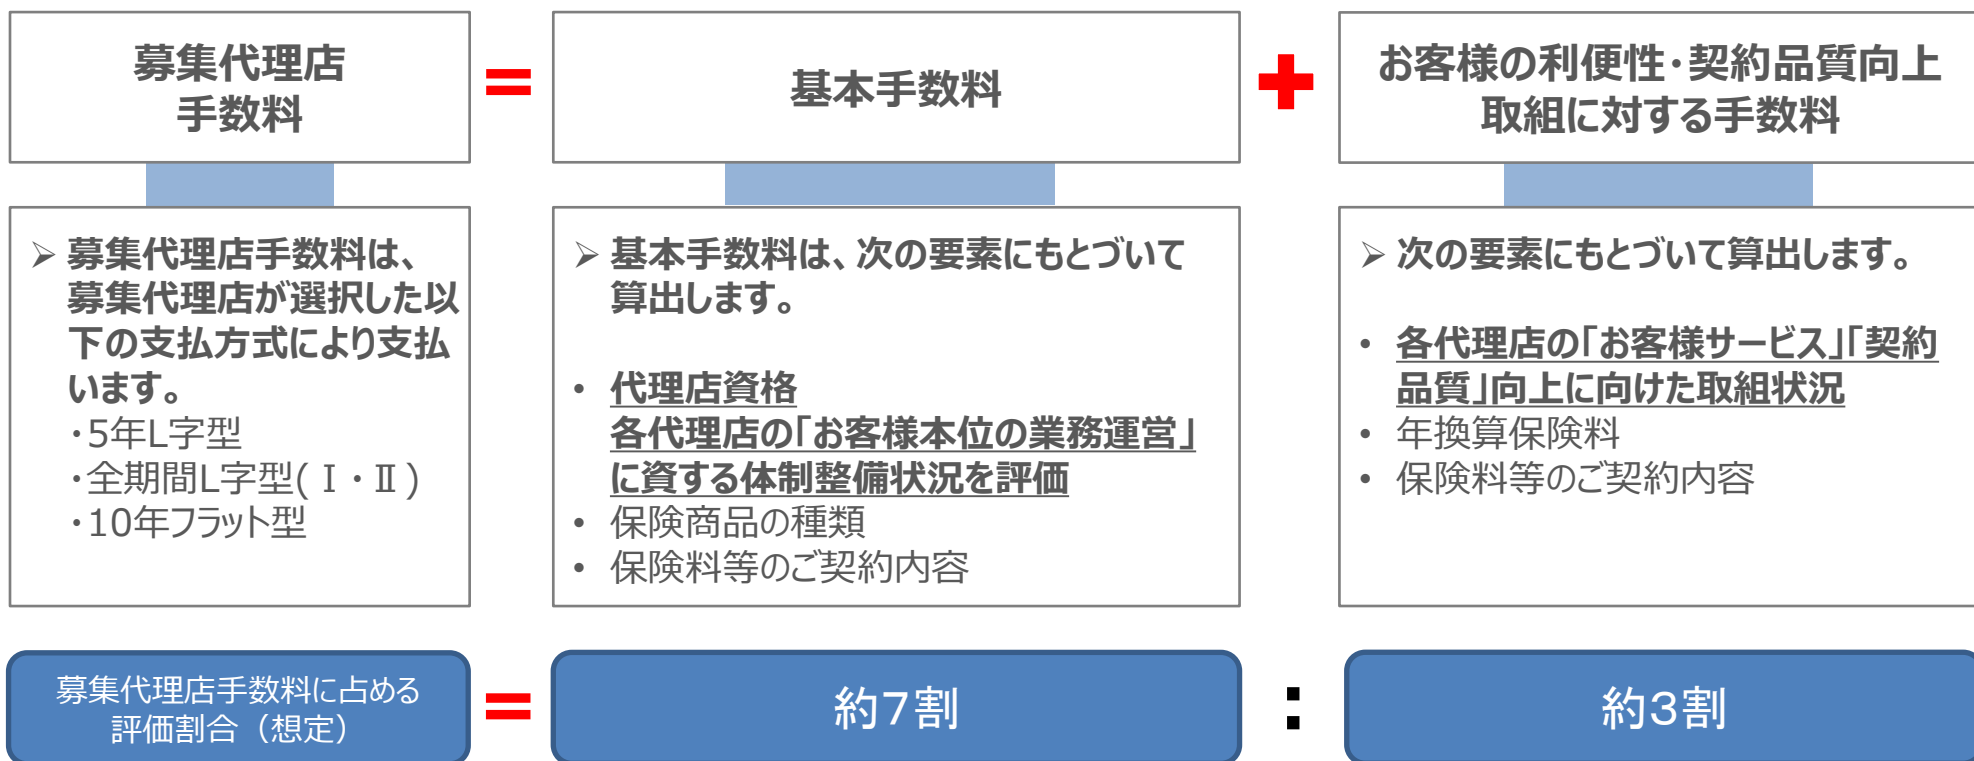 募集代理店
手数料
=
基本手数料
+
お客様の利便性・契約品質向上
取組に対する手数料
➢ 募集代理店手数料は、
募集代理店が選択した以
下の支払方式により支払
います。
・5年L字型
・全期間L字型(Ⅰ・Ⅱ)
・10年フラット型
➢ 基本手数料は、次の要素にもとづいて
算出します。
• 代理店資格
各代理店の「お客様本位の業務運営」
に資する体制整備状況を評価
• 保険商品の種類
• 保険料等のご契約内容
➢ 次の要素にもとづいて算出します。
• 各代理店の「お客様サービス」「契約
品質」向上に向けた取組状況
• 年換算保険料
• 保険料等のご契約内容
募集代理店手数料に占める
評価割合（想定）
=
約7割
:
約3割